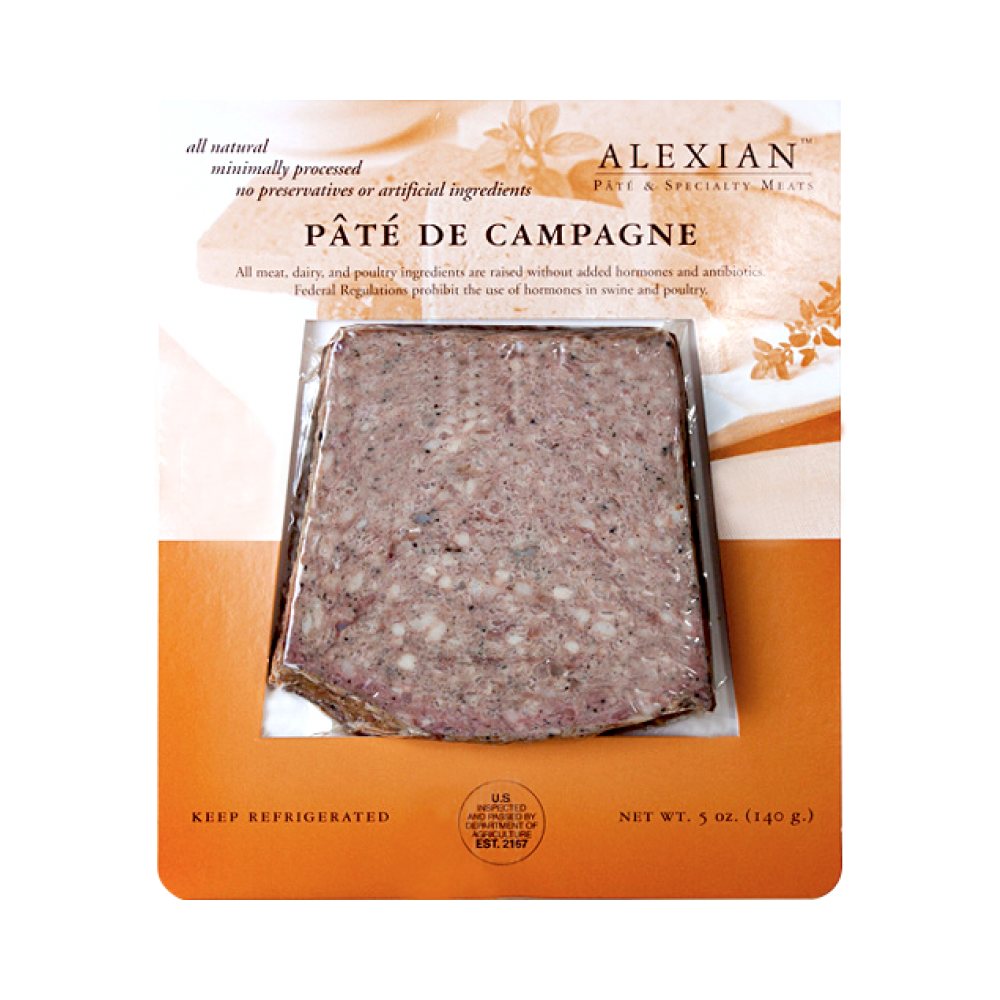 all natural
minimally processed
no preservatives or artificial ingredients
ALEXIAN™
PÂTÉ & SPECIALTY MEATS
PÂTÉ DE CAMPAGNE
All meat, dairy, and poultry ingredients are raised without added hormones and antibiotics.
Federal Regulations prohibit the use of hormones in swine and poultry.
KEEP REFRIGERATED
U.S.
INSPECTED
AND PASSED BY
DEPARTMENT OF
AGRICULTURE
EST. 2167
NET WT. 5 oz. (140 g.)